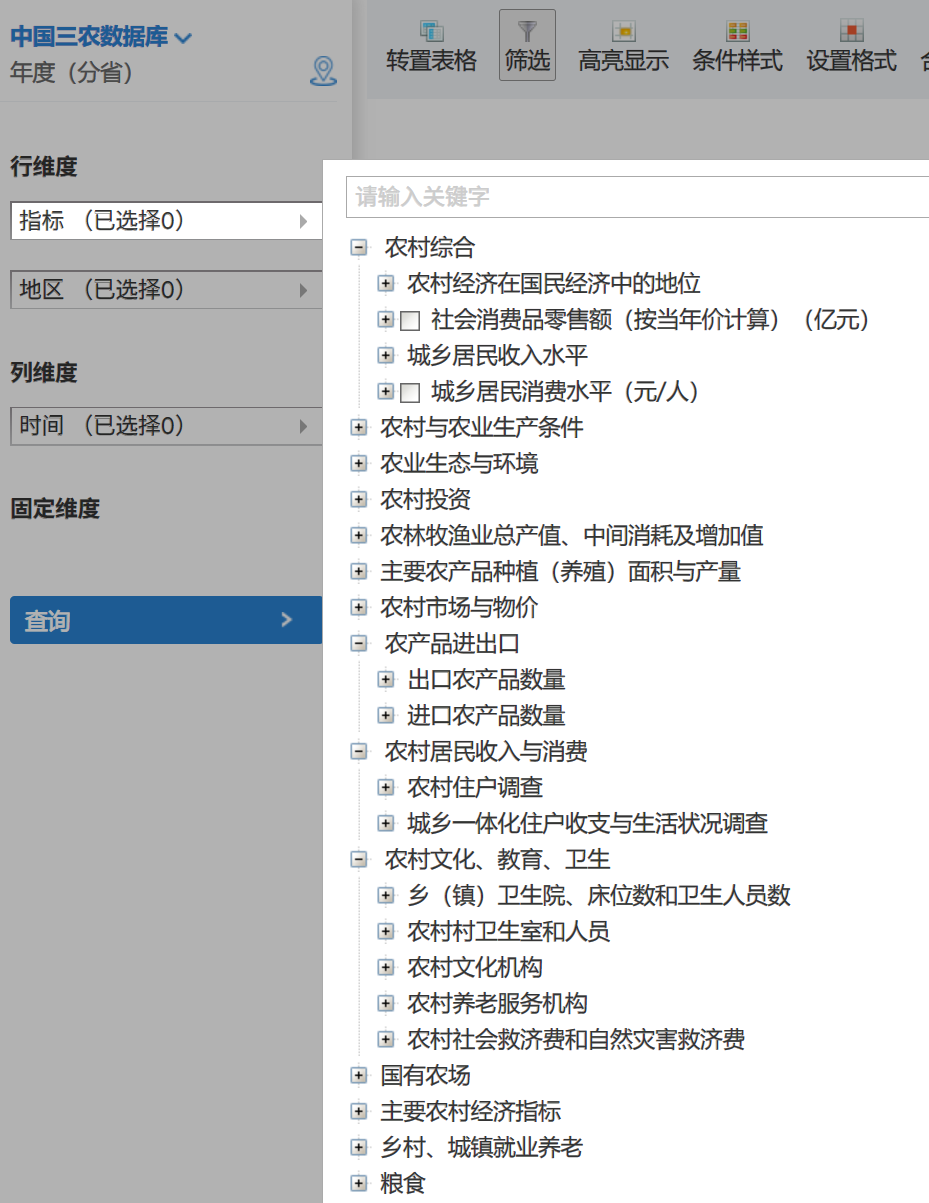 中国三农数据库
年度（分省）
转置表格 筛选 高亮显示 条件样式 设置格式
行维度
指标 （已选择0）
地区 （已选择0）
列维度
时间 （已选择0）
固定维度
查询
请输入关键字
农村综合
农村经济在国民经济中的地位
社会消费品零售额（按当年价计算）（亿元）
城乡居民收入水平
城乡居民消费水平（元/人）
农村与农业生产条件
农业生态与环境
农村投资
农林牧渔业总产值、中间消耗及增加值
主要农产品种植（养殖）面积与产量
农村市场与物价
农产品进出口
出口农产品数量
进口农产品数量
农村居民收入与消费
农村住户调查
城乡一体化住户收支与生活状况调查
农村文化、教育、卫生
乡（镇）卫生院、床位数和卫生人员数
农村村卫生室和人员
农村文化机构
农村养老服务机构
农村社会救济费和自然灾害救济费
国有农场
主要农村经济指标
乡村、城镇就业养老
粮食